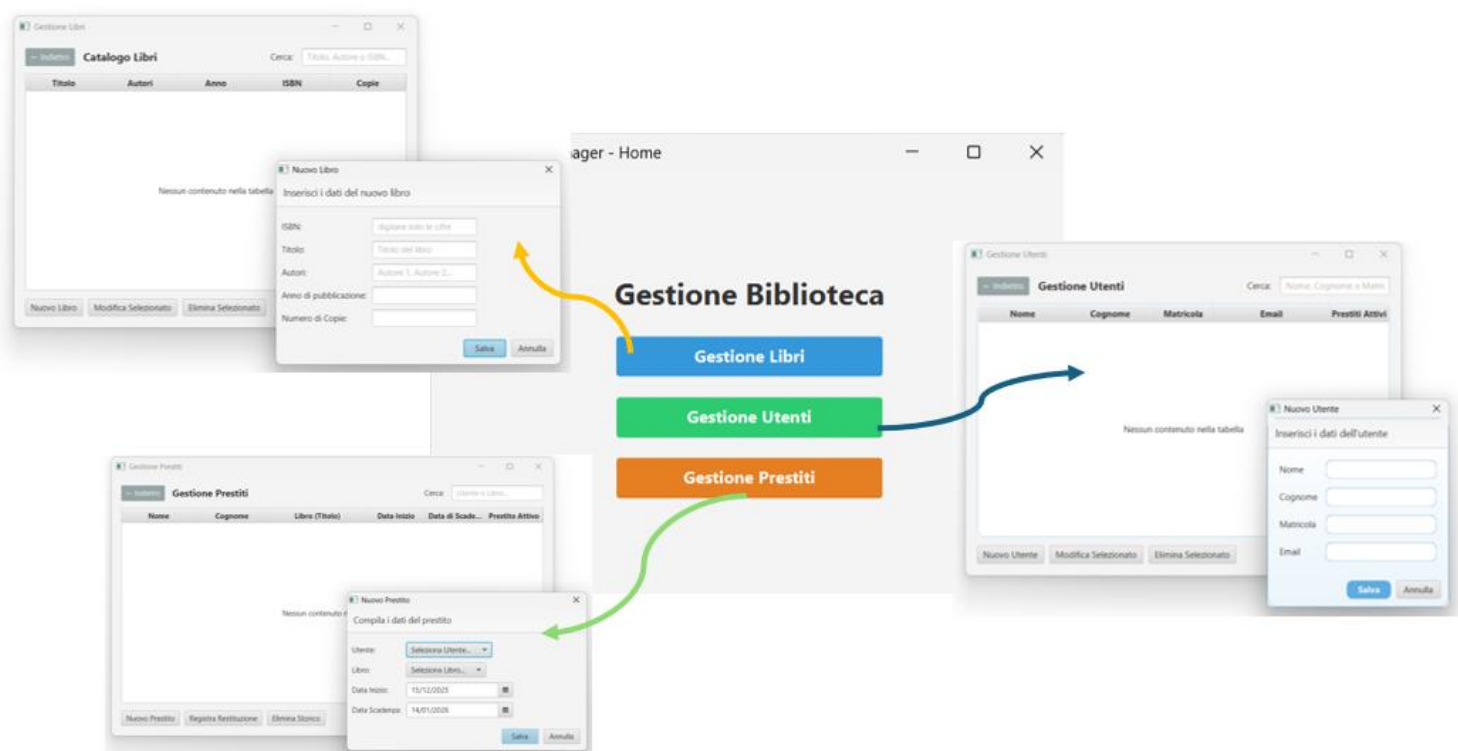 Gestione Libri
← Indietro Catalogo Libri Cerca: Titolo, Autore o ISBN...
Titolo Autori Anno ISBN Copie
Nessun contenuto nella tabella
Nuovo Libro Modifica Selezionato Elimina Selezionato
Nuovo Libro
Inserisci i dati del nuovo libro
ISBN: digitare solo le cifre
Titolo: Titolo del libro
Autori: Autore 1, Autore 2...
Anno di pubblicazione:
Numero di Copie:
Salva Annulla
ager - Home
Gestione Biblioteca
Gestione Libri
Gestione Utenti
Gestione Prestiti
Gestione Utenti
← Indietro Gestione Utenti Cerca: Nome, Cognome o Matri
Nome Cognome Matricola Email Prestiti Attivi
Nessun contenuto nella tabella
Nuovo Utente Modifica Selezionato Elimina Selezionato
Nuovo Utente
Inserisci i dati dell'utente
Nome
Cognome
Matricola
Email
Salva Annulla
Gestione Prestiti
← Indietro Gestione Prestiti Cerca: Utente o Libro...
Nome Cognome Libro (Titolo) Data Inizio Data di Scade... Prestito Attivo
Nessun contenuto n
Nuovo Prestito Registra Restituzione Elimina Storico
Nuovo Prestito
Compila i dati del prestito
Utente: Seleziona Utente...
Libro: Seleziona Libro...
Data Inizio: 15/12/2025
Data Scadenza: 14/01/2026
Salva Annulla